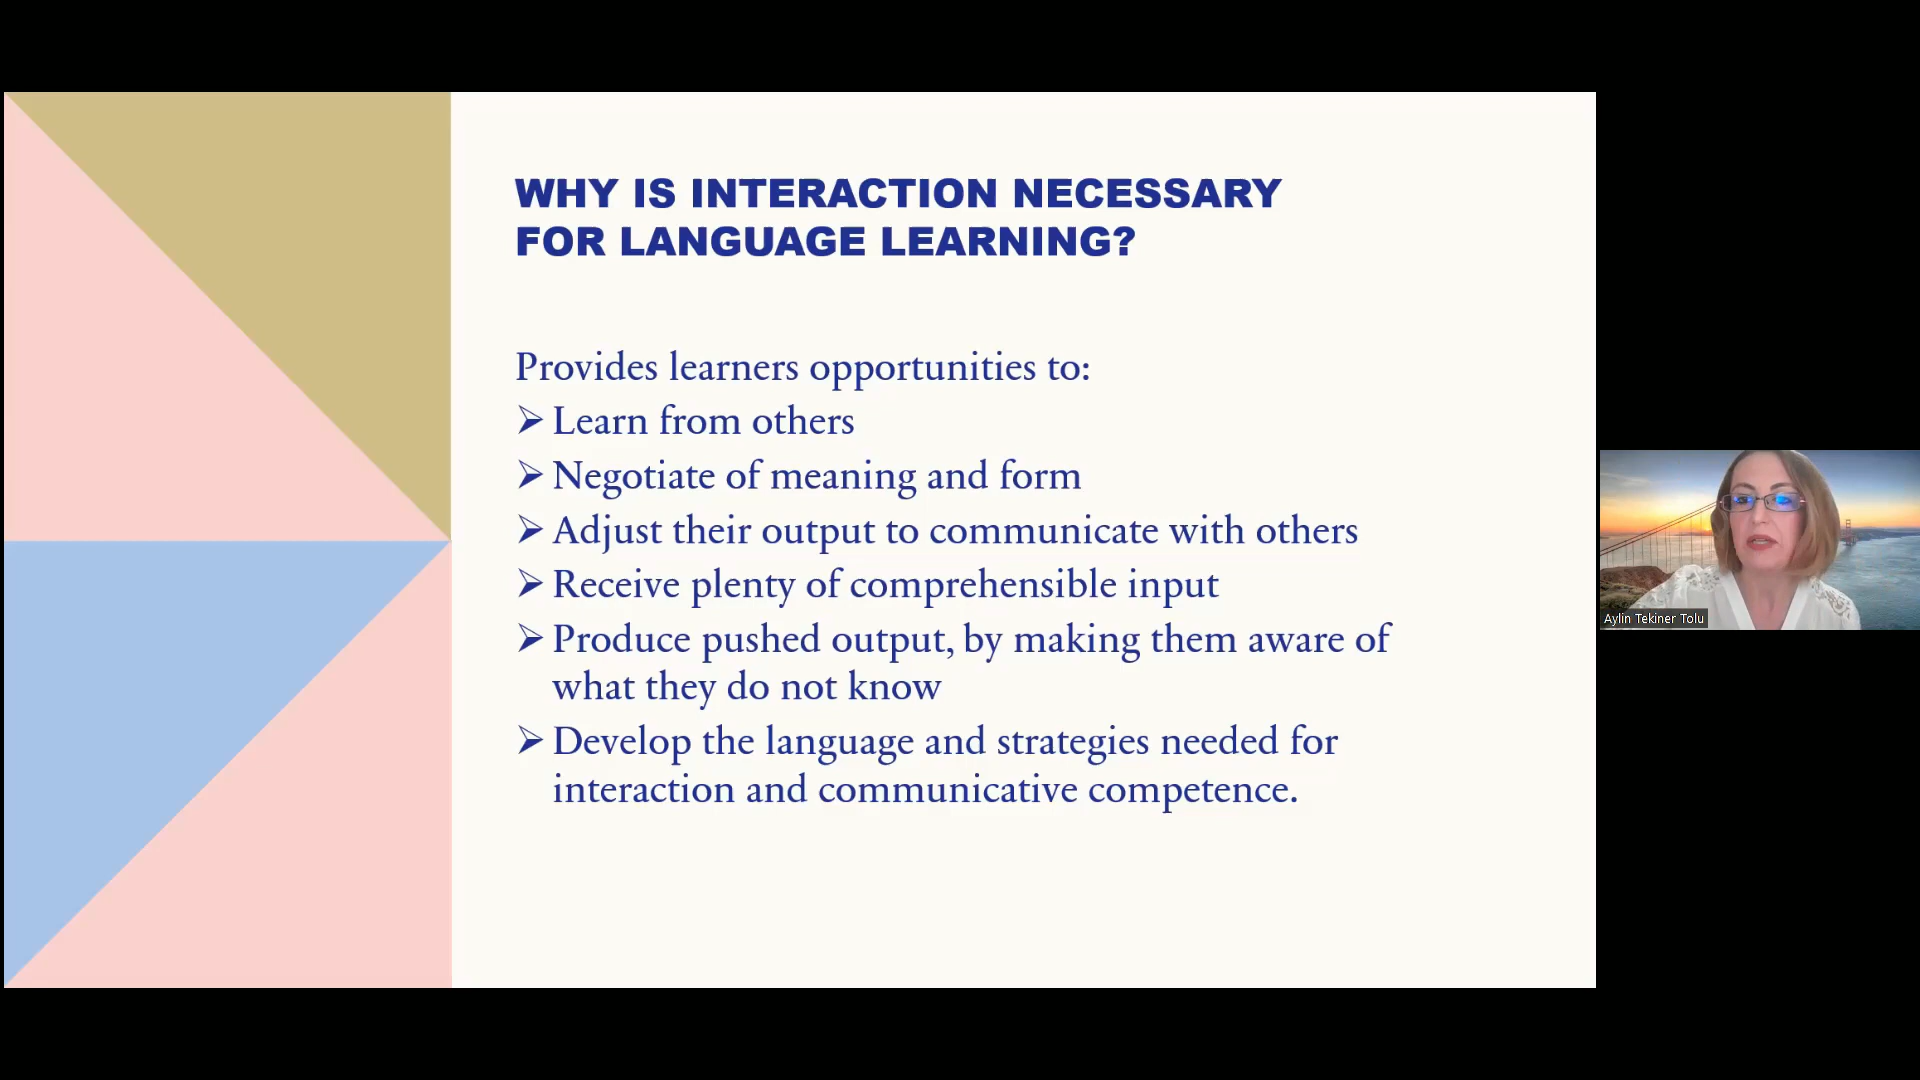 WHY IS INTERACTION NECESSARY
FOR LANGUAGE LEARNING?
Provides learners opportunities to:
➢ Learn from others
➢ Negotiate of meaning and form
➢ Adjust their output to communicate with others
➢ Receive plenty of comprehensible input
➢ Produce pushed output, by making them aware of
what they do not know
➢ Develop the language and strategies needed for
interaction and communicative competence.
Aylin Tekiner Tolu